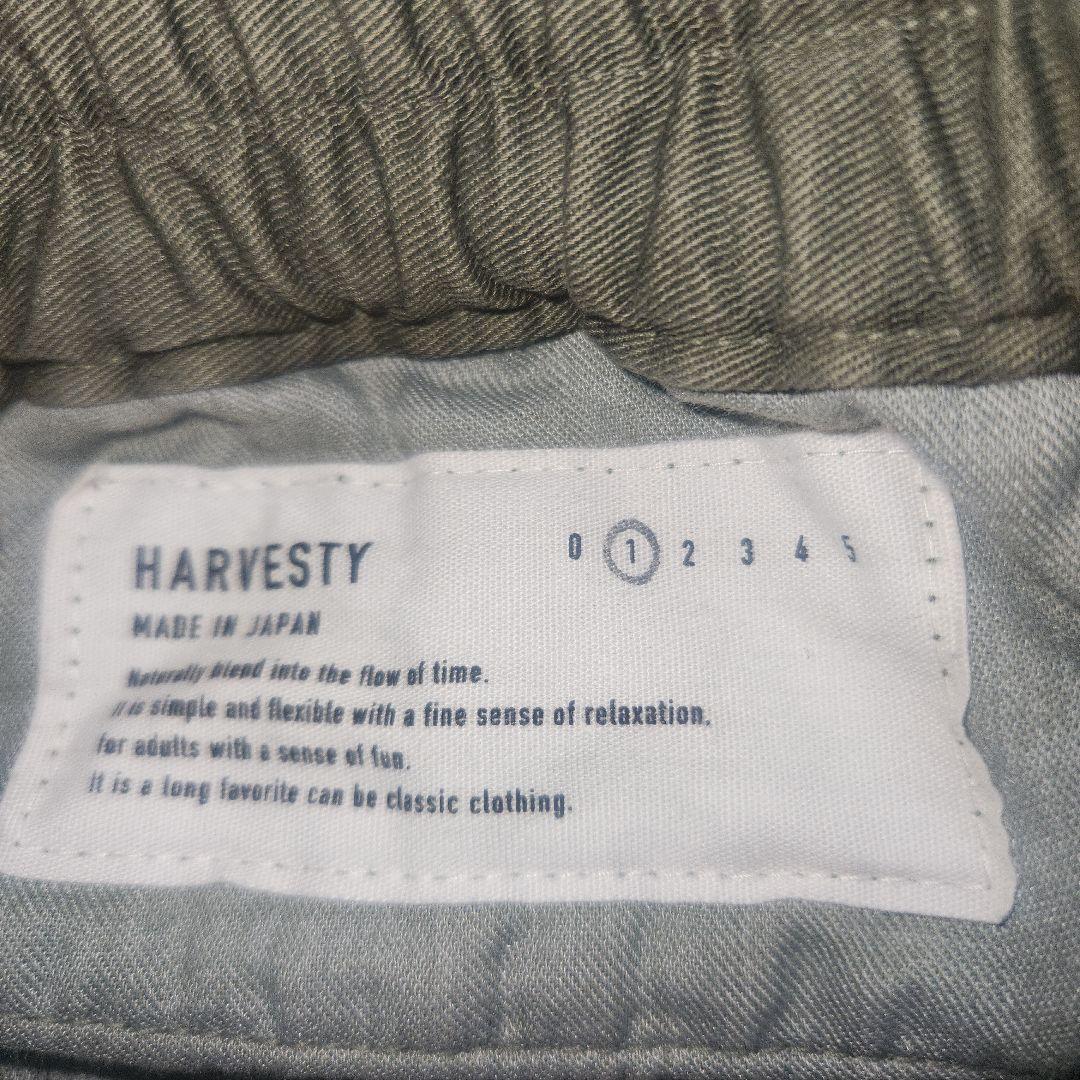 HARVESTY
0 1 2 3 4 5
MADE IN JAPAN
Naturally blend into the flow of time.
It is simple and flexible with a fine sense of relaxation.
for adults with a sense of fun.
It is a long favorite can be classic clothing.